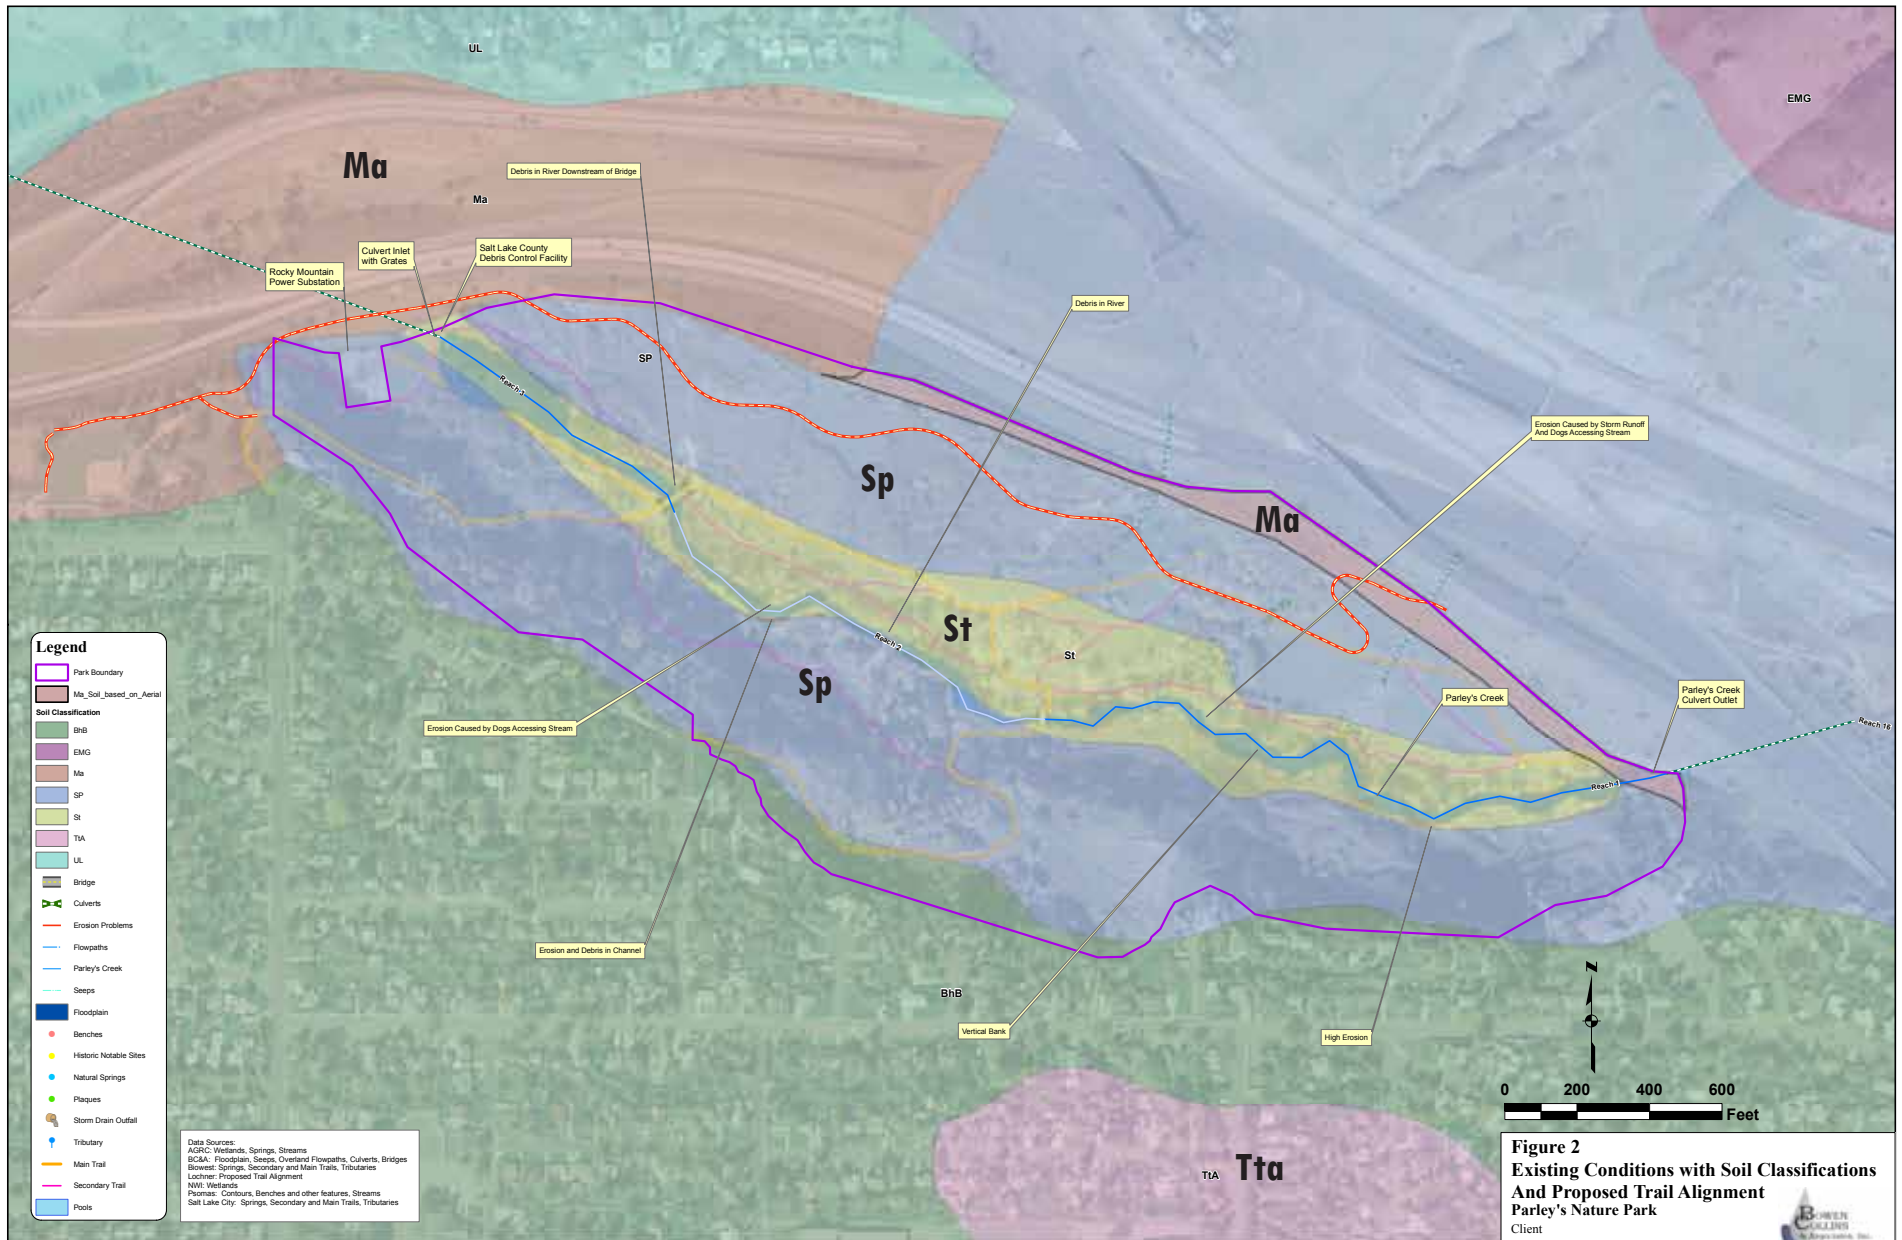 UL
EMG
Ma
Ma
Debris in River Downstream of Bridge
Culvert Inlet
with Grates
Salt Lake County
Debris Control Facility
Rocky Mountain
Power Substation
Debris in River
SP
Reach 3
Erosion Caused by Storm Runoff
And Dogs Accessing Stream
Sp
Ma
St
Reach 2
St
Sp
Parley's Creek
Parley's Creek
Culvert Outlet
Reach 16
Erosion Caused by Dogs Accessing Stream
Reach 1
Erosion and Debris in Channel
BhB
Vertical Bank
High Erosion
TtA
Tta
Legend
Park Boundary
Ma_Soil_based_on_Aerial
Soil Classification
BhB
EMG
Ma
SP
St
TtA
UL
Bridge
Culverts
Erosion Problems
Flowpaths
Parley's Creek
Seeps
Floodplain
Benches
Historic Notable Sites
Natural Springs
Plaques
Storm Drain Outfall
Tributary
Main Trail
Secondary Trail
Pools
Data Sources:
AGRC: Wetlands, Springs, Streams
BC&A: Floodplain, Seeps, Overland Flowpaths, Culverts, Bridges
Biowest: Springs, Secondary and Main Trails, Tributaries
Lochner: Proposed Trail Alignment
NWI: Wetlands
Psomas: Contours, Benches and other features, Streams
Salt Lake City: Springs, Secondary and Main Trails, Tributaries
N
0 200 400 600
Feet
Figure 2
Existing Conditions with Soil Classifications
And Proposed Trail Alignment
Parley's Nature Park
Client
BOWEN
COLLINS
& Associates, Inc.